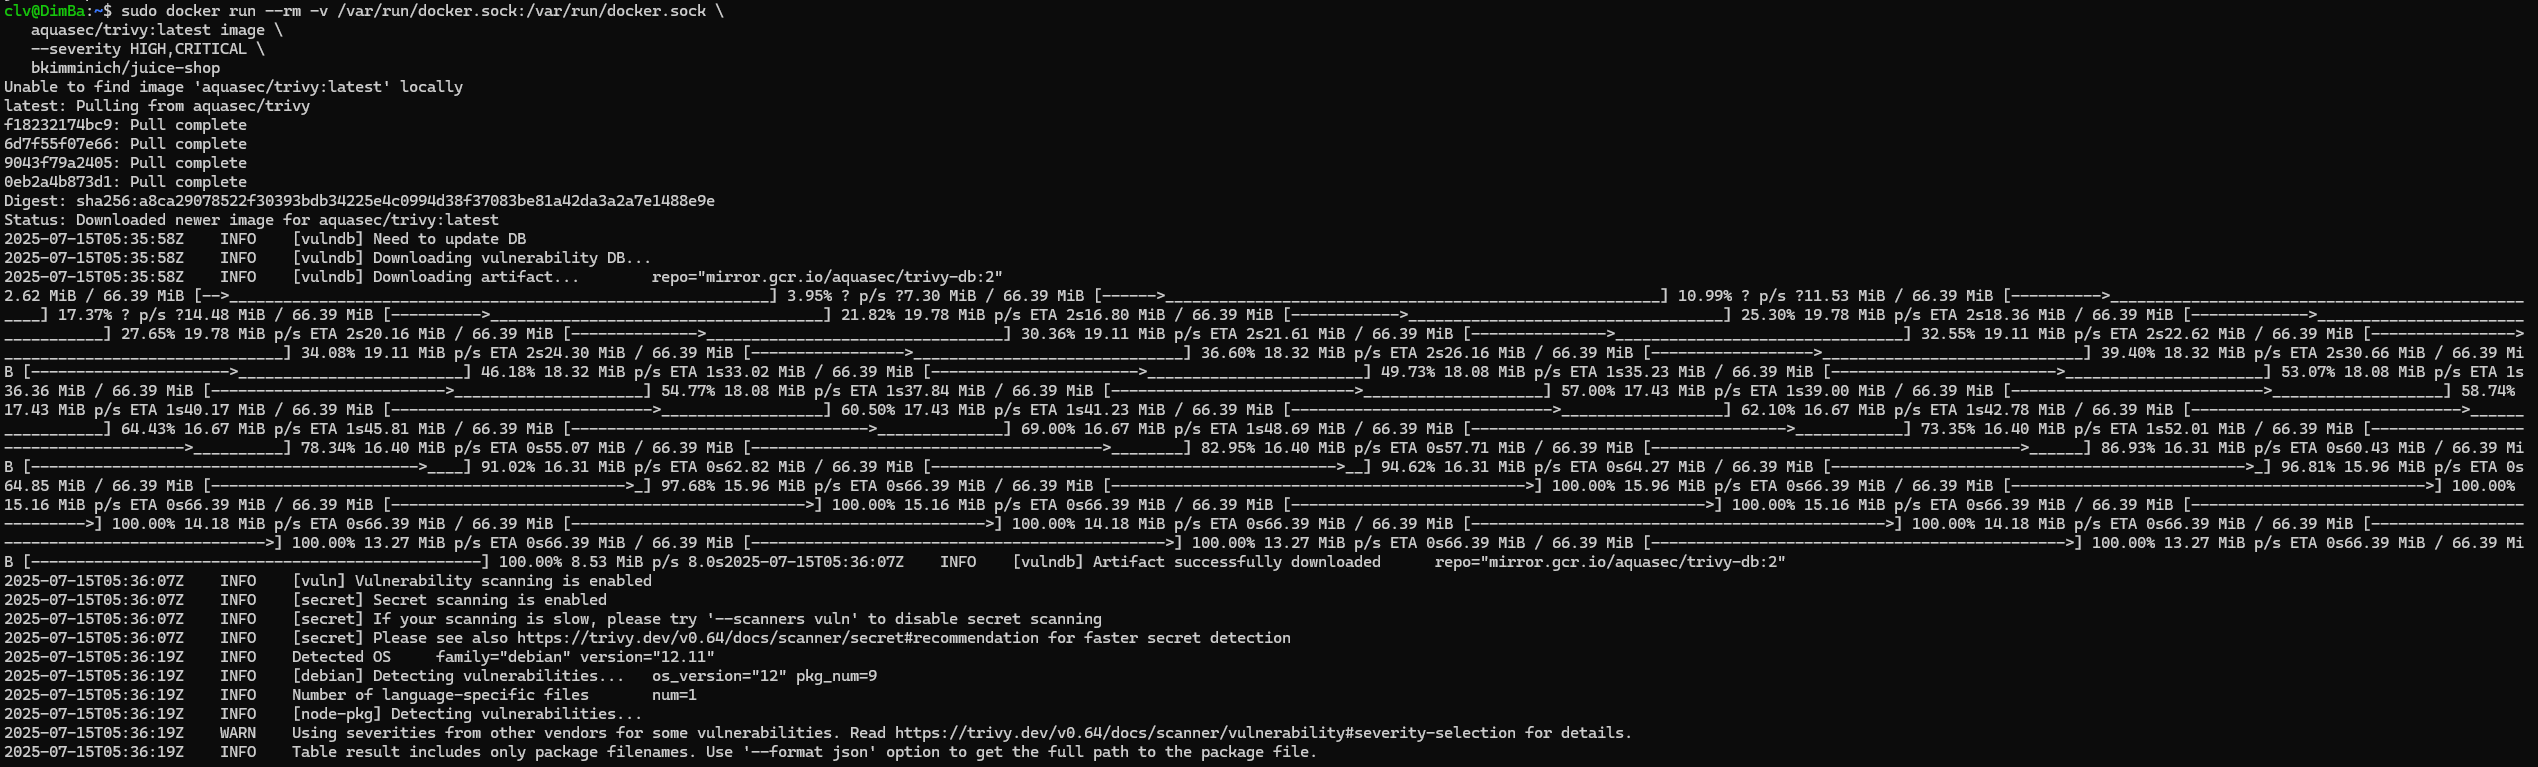 clv@DimBa:~$ sudo docker run --rm -v /var/run/docker.sock:/var/run/docker.sock \
   aquasec/trivy:latest image \
   --severity HIGH,CRITICAL \
   bkimminich/juice-shop
Unable to find image 'aquasec/trivy:latest' locally
latest: Pulling from aquasec/trivy
f18232174bc9: Pull complete
6d7f55f07e66: Pull complete
9043f79a2405: Pull complete
0eb2a4b873d1: Pull complete
Digest: sha256:a8ca29078522f30393bdb34225e4c0994d38f37083be81a42da3a2a7e1488e9e
Status: Downloaded newer image for aquasec/trivy:latest
2025-07-15T05:35:58Z    INFO    [vulndb] Need to update DB
2025-07-15T05:35:58Z    INFO    [vulndb] Downloading vulnerability DB...
2025-07-15T05:35:58Z    INFO    [vulndb] Downloading artifact...        repo="mirror.gcr.io/aquasec/trivy-db:2"
2.62 MiB / 66.39 MiB [-->____________________________________________________________] 3.95% ? p/s ?7.30 MiB / 66.39 MiB [------>_______________________________________________________] 10.99% ? p/s ?11.53 MiB / 66.39 MiB [---------->______________________________________________
____] 17.37% ? p/s ?14.48 MiB / 66.39 MiB [---------->_____________________________________] 21.82% 19.78 MiB p/s ETA 2s16.80 MiB / 66.39 MiB [------------>___________________________________] 25.30% 19.78 MiB p/s ETA 2s18.36 MiB / 66.39 MiB [------------->_______________________
___________] 27.65% 19.78 MiB p/s ETA 2s20.16 MiB / 66.39 MiB [-------------->_________________________________] 30.36% 19.11 MiB p/s ETA 2s21.61 MiB / 66.39 MiB [--------------->________________________________] 32.55% 19.11 MiB p/s ETA 2s22.62 MiB / 66.39 MiB [---------------->
_______________________________] 34.08% 19.11 MiB p/s ETA 2s24.30 MiB / 66.39 MiB [----------------->______________________________] 36.60% 18.32 MiB p/s ETA 2s26.16 MiB / 66.39 MiB [------------------>_____________________________] 39.40% 18.32 MiB p/s ETA 2s30.66 MiB / 66.39 Mi
B [---------------------->_________________________] 46.18% 18.32 MiB p/s ETA 1s33.02 MiB / 66.39 MiB [----------------------->________________________] 49.73% 18.08 MiB p/s ETA 1s35.23 MiB / 66.39 MiB [------------------------->______________________] 53.07% 18.08 MiB p/s ETA 1s
36.36 MiB / 66.39 MiB [-------------------------->_____________________] 54.77% 18.08 MiB p/s ETA 1s37.84 MiB / 66.39 MiB [--------------------------->____________________] 57.00% 17.43 MiB p/s ETA 1s39.00 MiB / 66.39 MiB [---------------------------->___________________] 58.74%
17.43 MiB p/s ETA 1s40.17 MiB / 66.39 MiB [----------------------------->__________________] 60.50% 17.43 MiB p/s ETA 1s41.23 MiB / 66.39 MiB [----------------------------->__________________] 62.10% 16.67 MiB p/s ETA 1s42.78 MiB / 66.39 MiB [------------------------------>______
___________] 64.43% 16.67 MiB p/s ETA 1s45.81 MiB / 66.39 MiB [--------------------------------->______________] 69.00% 16.67 MiB p/s ETA 1s48.69 MiB / 66.39 MiB [----------------------------------->____________] 73.35% 16.40 MiB p/s ETA 1s52.01 MiB / 66.39 MiB [-----------------
-------------------->__________] 78.34% 16.40 MiB p/s ETA 0s55.07 MiB / 66.39 MiB [--------------------------------------->________] 82.95% 16.40 MiB p/s ETA 0s57.71 MiB / 66.39 MiB [----------------------------------------->______] 86.93% 16.31 MiB p/s ETA 0s60.43 MiB / 66.39 Mi
B [------------------------------------------->____] 91.02% 16.31 MiB p/s ETA 0s62.82 MiB / 66.39 MiB [--------------------------------------------->__] 94.62% 16.31 MiB p/s ETA 0s64.27 MiB / 66.39 MiB [---------------------------------------------->_] 96.81% 15.96 MiB p/s ETA 0s
64.85 MiB / 66.39 MiB [---------------------------------------------->_] 97.68% 15.96 MiB p/s ETA 0s66.39 MiB / 66.39 MiB [---------------------------------------------->] 100.00% 15.96 MiB p/s ETA 0s66.39 MiB / 66.39 MiB [---------------------------------------------->] 100.00%
15.16 MiB p/s ETA 0s66.39 MiB / 66.39 MiB [---------------------------------------------->] 100.00% 15.16 MiB p/s ETA 0s66.39 MiB / 66.39 MiB [---------------------------------------------->] 100.00% 15.16 MiB p/s ETA 0s66.39 MiB / 66.39 MiB [-------------------------------------
--------->] 100.00% 14.18 MiB p/s ETA 0s66.39 MiB / 66.39 MiB [---------------------------------------------->] 100.00% 14.18 MiB p/s ETA 0s66.39 MiB / 66.39 MiB [---------------------------------------------->] 100.00% 14.18 MiB p/s ETA 0s66.39 MiB / 66.39 MiB [-----------------
----------------------------->] 100.00% 13.27 MiB p/s ETA 0s66.39 MiB / 66.39 MiB [---------------------------------------------->] 100.00% 13.27 MiB p/s ETA 0s66.39 MiB / 66.39 MiB [---------------------------------------------->] 100.00% 13.27 MiB p/s ETA 0s66.39 MiB / 66.39 Mi
B [--------------------------------------------------] 100.00% 8.53 MiB p/s 8.0s2025-07-15T05:36:07Z    INFO    [vulndb] Artifact successfully downloaded      repo="mirror.gcr.io/aquasec/trivy-db:2"
2025-07-15T05:36:07Z    INFO    [vuln] Vulnerability scanning is enabled
2025-07-15T05:36:07Z    INFO    [secret] Secret scanning is enabled
2025-07-15T05:36:07Z    INFO    [secret] If your scanning is slow, please try '--scanners vuln' to disable secret scanning
2025-07-15T05:36:07Z    INFO    [secret] Please see also https://trivy.dev/v0.64/docs/scanner/secret#recommendation for faster secret detection
2025-07-15T05:36:19Z    INFO    Detected OS     family="debian" version="12.11"
2025-07-15T05:36:19Z    INFO    [debian] Detecting vulnerabilities...   os_version="12" pkg_num=9
2025-07-15T05:36:19Z    INFO    Number of language-specific files       num=1
2025-07-15T05:36:19Z    INFO    [node-pkg] Detecting vulnerabilities...
2025-07-15T05:36:19Z    WARN    Using severities from other vendors for some vulnerabilities. Read https://trivy.dev/v0.64/docs/scanner/vulnerability#severity-selection for details.
2025-07-15T05:36:19Z    INFO    Table result includes only package filenames. Use '--format json' option to get the full path to the package file.